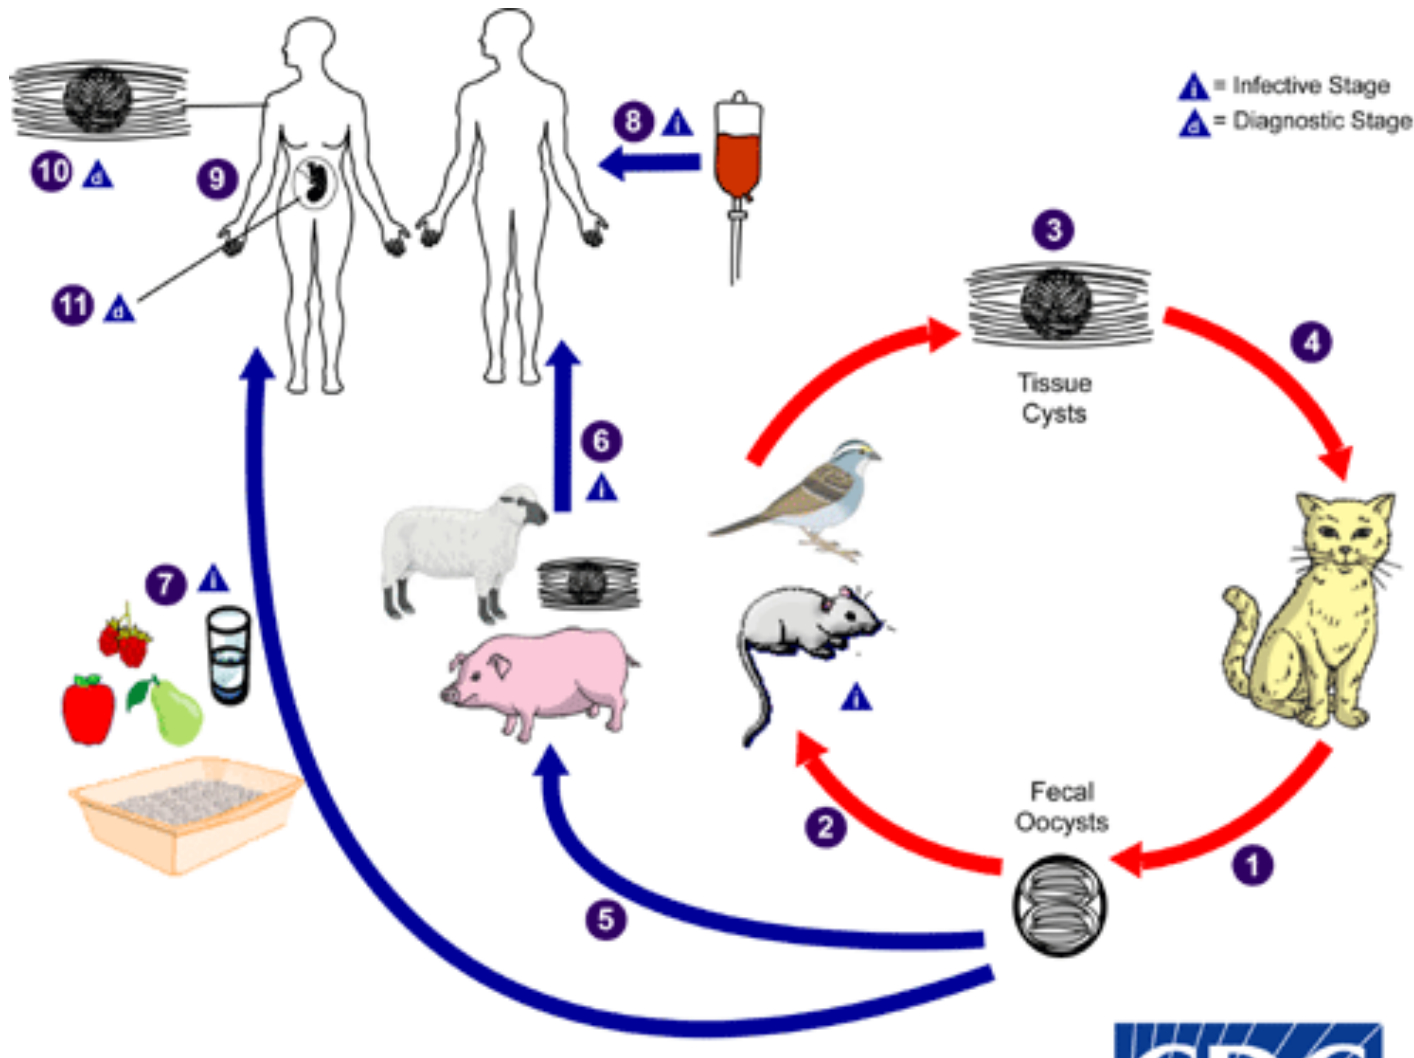 i = Infective Stage
d = Diagnostic Stage
10 d
9
8 i
11 d
3
Tissue
Cysts
4
6
i
7 i
i
Fecal
Oocysts
2
1
5